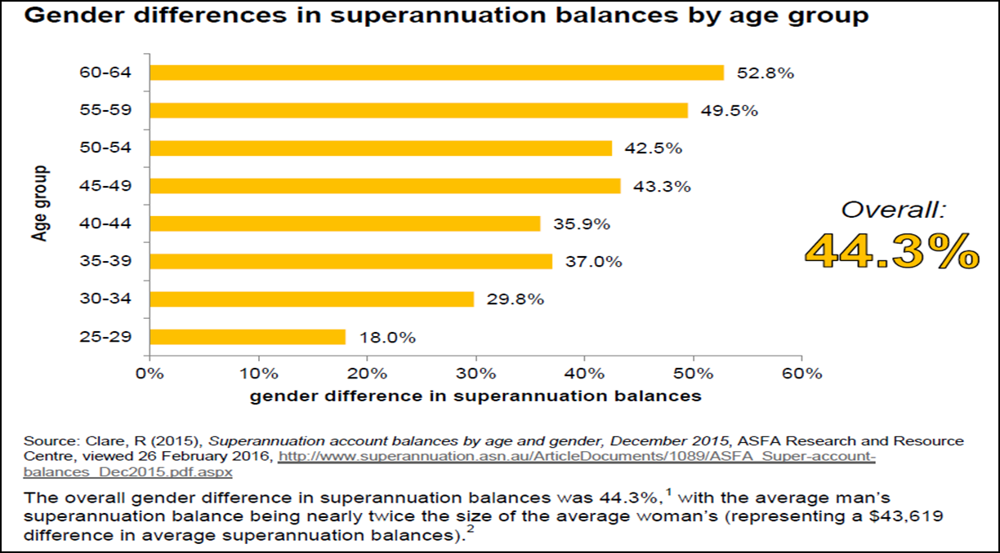 Gender differences in superannuation balances by age group
60-64
52.8%
55-59
49.5%
50-54
42.5%
45-49
43.3%
40-44
35.9%
35-39
37.0%
30-34
29.8%
25-29
18.0%
Age group
Overall:
44.3%
0% 10% 20% 30% 40% 50% 60%
gender difference in superannuation balances
Source: Clare, R (2015), Superannuation account balances by age and gender, December 2015, ASFA Research and Resource
Centre, viewed 26 February 2016, http://www.superannuation.asn.au/ArticleDocuments/1089/ASFA_Super-account-
balances_Dec2015.pdf.aspx
The overall gender difference in superannuation balances was 44.3%,1 with the average man's
superannuation balance being nearly twice the size of the average woman's (representing a $43,619
difference in average superannuation balances).2